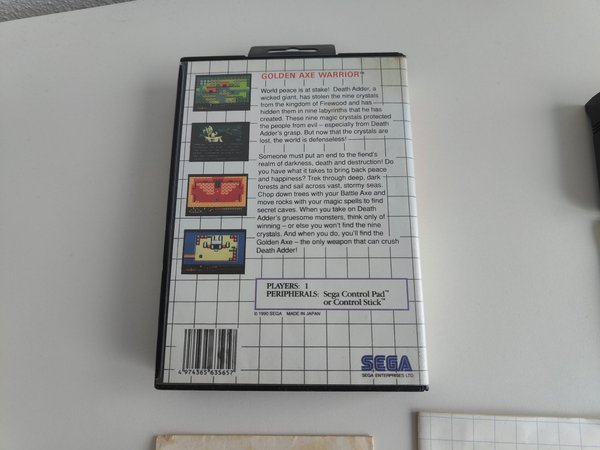 GOLDEN AXE WARRIOR™
World peace is at stake! Death Adder, a
wicked giant, has stolen the nine crystals
from the kingdom of Firewood and has
hidden them in nine labyrinths that he has
created. These nine magic crystals protected
the people from evil – especially from Death
Adder's grasp. But now that the crystals are
lost, the world is defenseless!
Someone must put an end to the fiend's
realm of darkness, death and destruction! Do
you have what it takes to bring back peace
and happiness? Trek through deep, dark
forests and sail across vast, stormy seas.
Chop down trees with your Battle Axe and
move rocks with your magic spells to find
secret caves. When you take on Death
Adder's gruesome monsters, think only of
winning – or else you won't find the nine
crystals. And when you do, you'll find the
Golden Axe – the only weapon that can crush
Death Adder!
PLAYERS: 1
PERIPHERALS: Sega Control Pad™
or Control Stick™
© 1990 SEGA MADE IN JAPAN
4 974365 635657
SEGA
SEGA ENTERPRISES LTD.